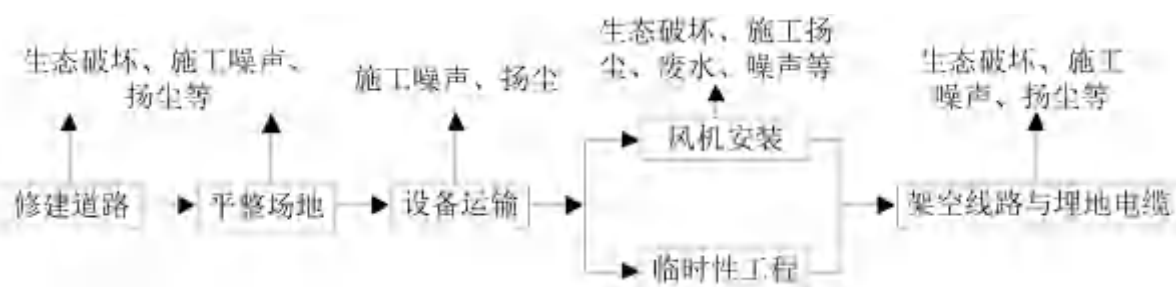 生态破坏、施工噪声、
扬尘等
施工噪声、扬尘
生态破坏、施工扬
尘、废水、噪声等
生态破坏、施工
噪声、扬尘等
修建道路
平整场地
设备运输
风机安装
临时性工程
架空线路与埋地电缆